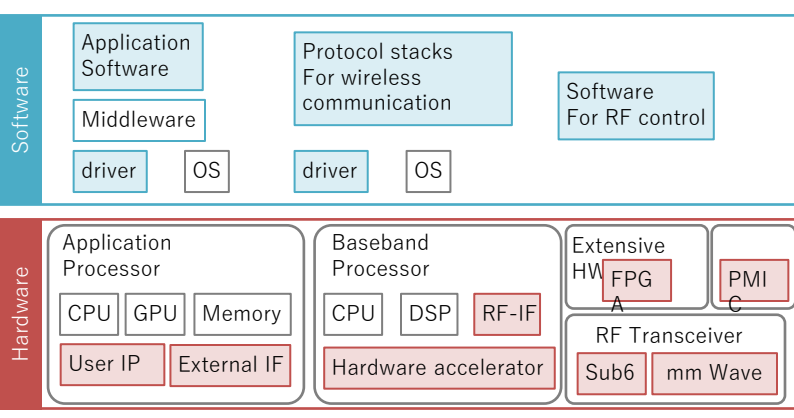 Software
Application
Software
Middleware
driver
OS
Protocol stacks
For wireless
communication
driver
OS
Software
For RF control
Hardware
Application
Processor
CPU
GPU
Memory
User IP
External IF
Baseband
Processor
CPU
DSP
RF-IF
Hardware accelerator
Extensive
HW
FPG
A
PMI
C
RF Transceiver
Sub6
mm Wave